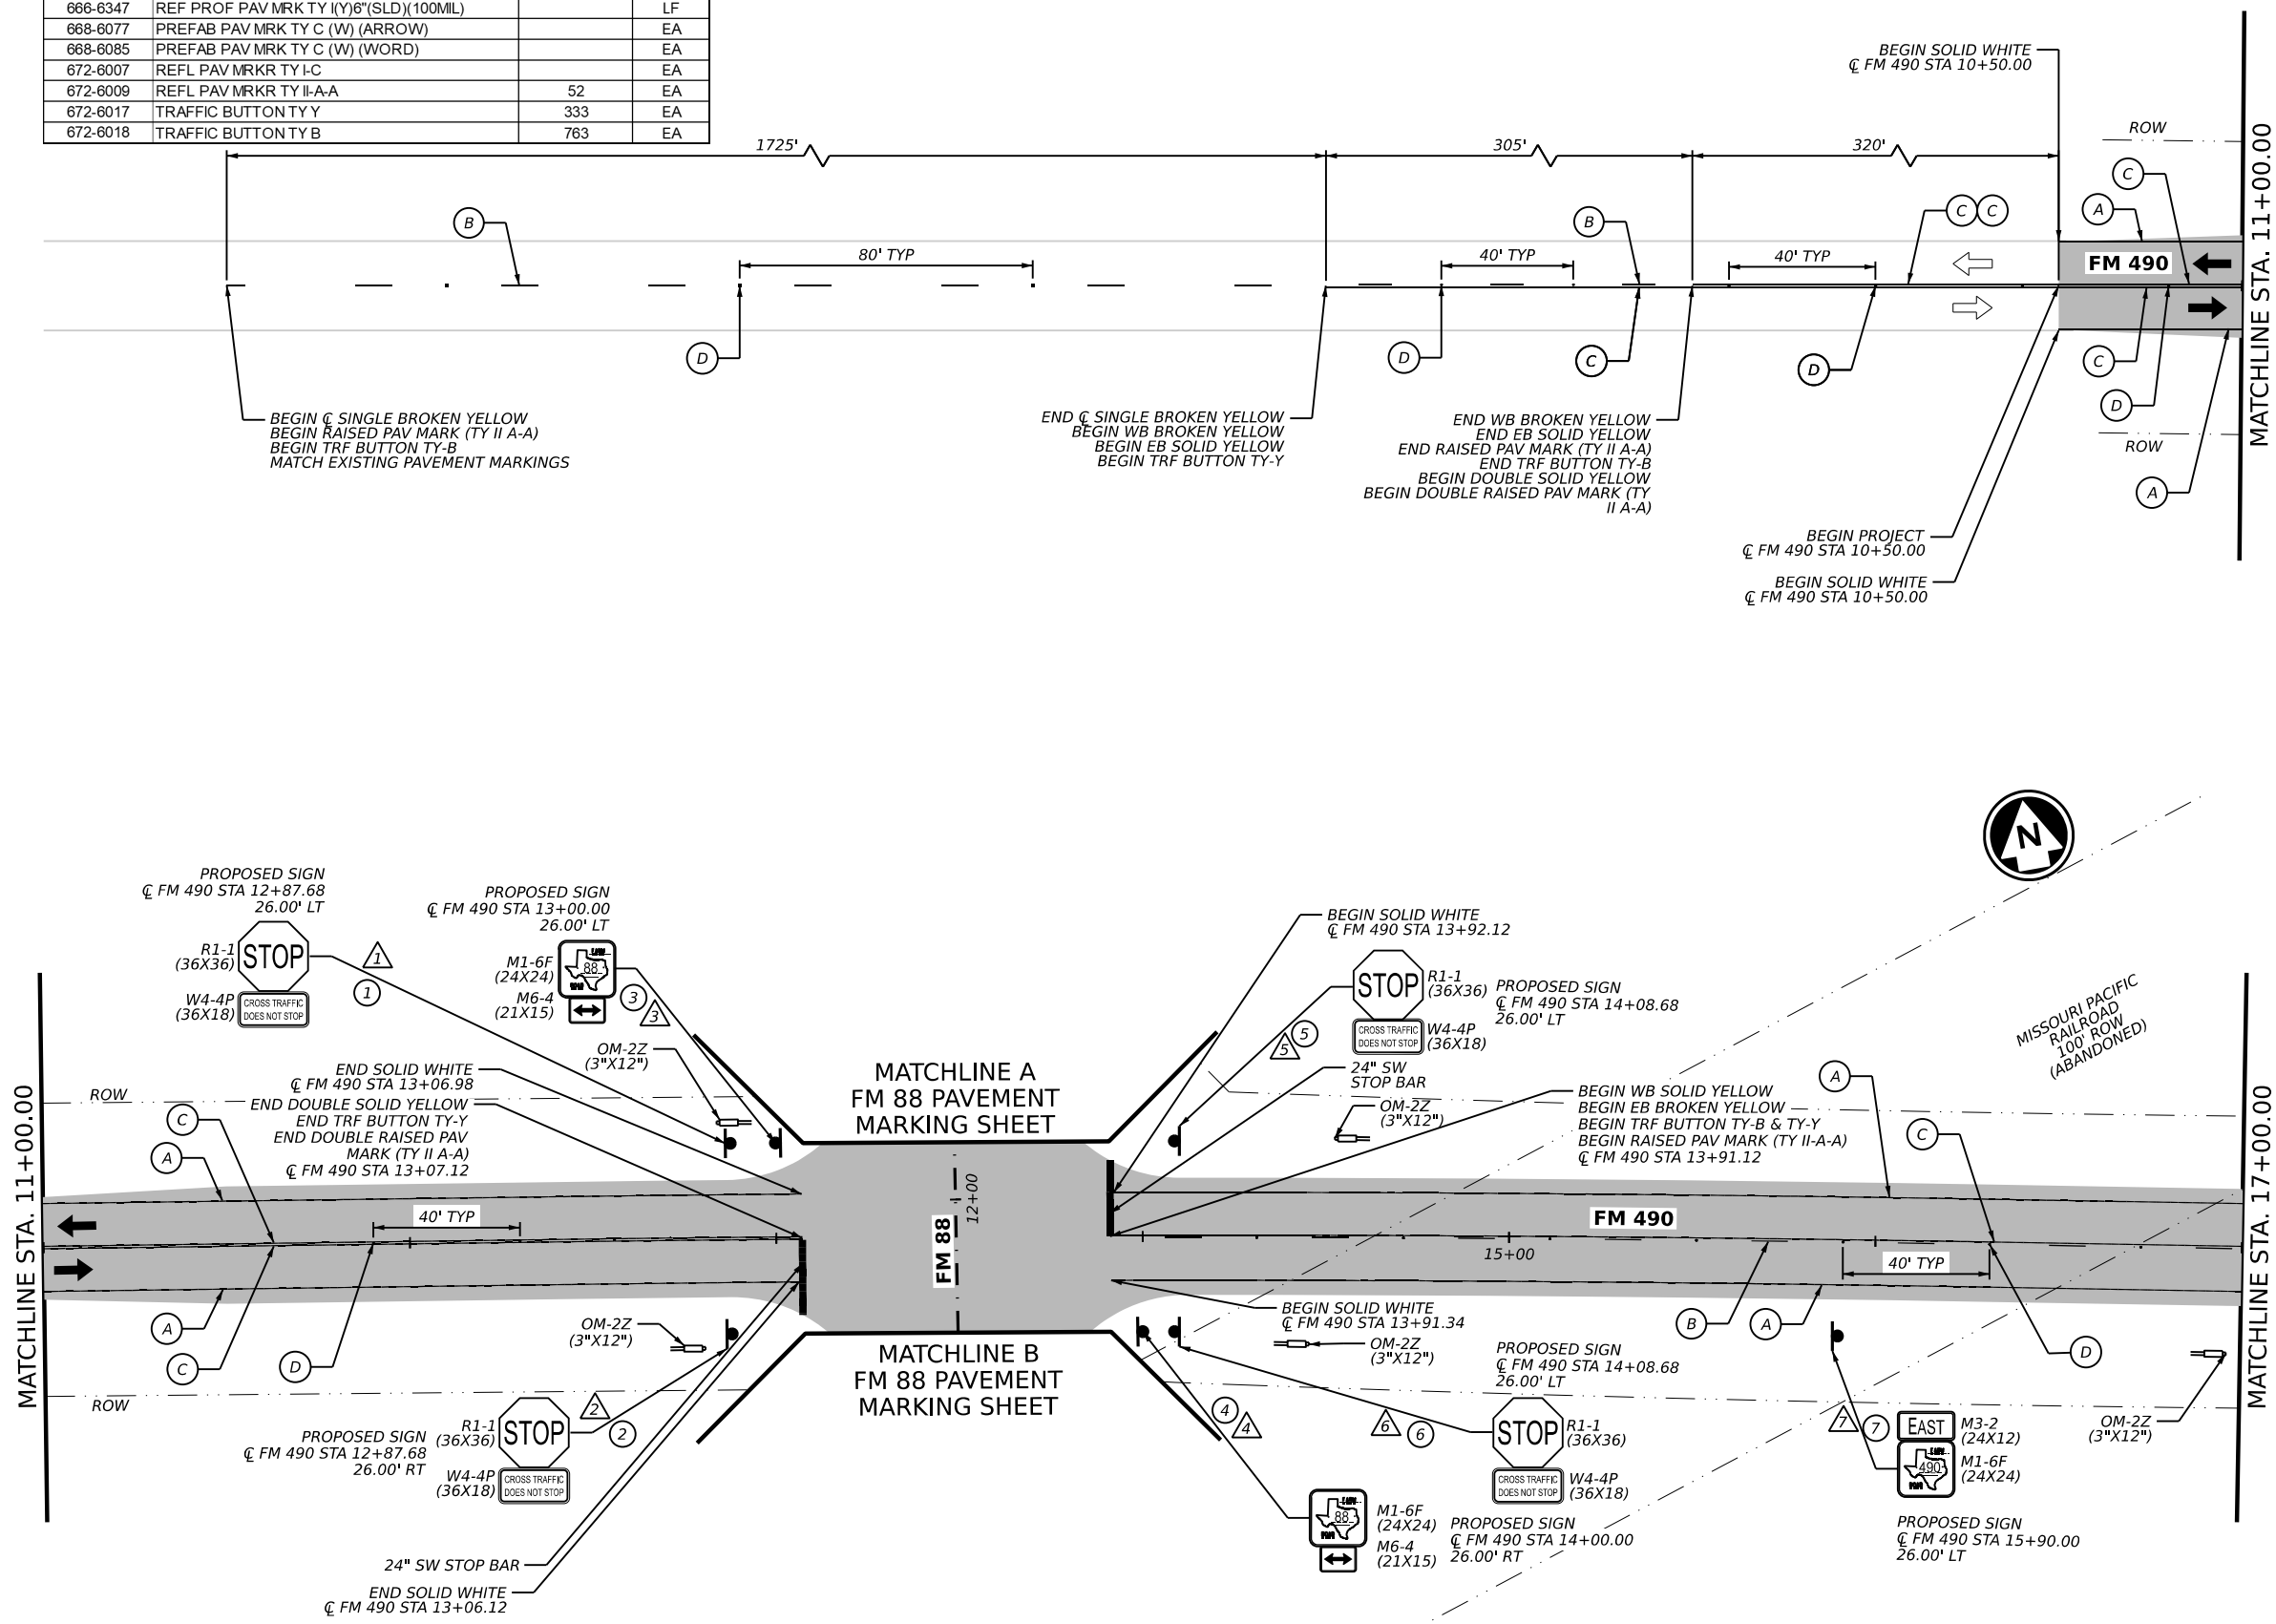 666-6347 REF PROF PAV MRK TY I(Y)6"(SLD)(100MIL) LF
668-6077 PREFAB PAV MRK TY C (W) (ARROW) EA
668-6085 PREFAB PAV MRK TY C (W) (WORD) EA
672-6007 REFL PAV MRKR TY I-C EA
672-6009 REFL PAV MRKR TY II-A-A 52 EA
672-6017 TRAFFIC BUTTON TY Y 333 EA
672-6018 TRAFFIC BUTTON TY B 763 EA
BEGIN SOLID WHITE
℄ FM 490 STA 10+50.00
1725'
305'
320'
ROW
C
A
B
B
C C
80' TYP
40' TYP
40' TYP
FM 490
D
D
C
D
C
D
A
ROW
MATCHLINE STA. 11+00.00
BEGIN ℄ SINGLE BROKEN YELLOW
BEGIN RAISED PAV MARK (TY II A-A)
BEGIN TRF BUTTON TY-B
MATCH EXISTING PAVEMENT MARKINGS
END ℄ SINGLE BROKEN YELLOW
BEGIN WB BROKEN YELLOW
BEGIN EB SOLID YELLOW
BEGIN TRF BUTTON TY-Y
END WB BROKEN YELLOW
END EB SOLID YELLOW
END RAISED PAV MARK (TY II A-A)
END TRF BUTTON TY-B
BEGIN DOUBLE SOLID YELLOW
BEGIN DOUBLE RAISED PAV MARK (TY
II A-A)
BEGIN PROJECT
℄ FM 490 STA 10+50.00
BEGIN SOLID WHITE
℄ FM 490 STA 10+50.00
N
PROPOSED SIGN
℄ FM 490 STA 12+87.68
26.00' LT
R1-1
(36X36)
STOP
W4-4P
(36X18)
CROSS TRAFFIC
DOES NOT STOP
1
1
PROPOSED SIGN
℄ FM 490 STA 13+00.00
26.00' LT
M1-6F
(24X24)
88
M6-4
(21X15)
3
3
OM-2Z
(3"X12")
END SOLID WHITE
℄ FM 490 STA 13+06.98
END DOUBLE SOLID YELLOW
END TRF BUTTON TY-Y
END DOUBLE RAISED PAV
MARK (TY II A-A)
℄ FM 490 STA 13+07.12
ROW
C
A
40' TYP
A
C
D
ROW
MATCHLINE STA. 11+00.00
MATCHLINE A
FM 88 PAVEMENT
MARKING SHEET
FM 88
12+00
MATCHLINE B
FM 88 PAVEMENT
MARKING SHEET
BEGIN SOLID WHITE
℄ FM 490 STA 13+92.12
STOP
R1-1
(36X36)
PROPOSED SIGN
℄ FM 490 STA 14+08.68
26.00' LT
CROSS TRAFFIC
DOES NOT STOP
W4-4P
(36X18)
5
5
24" SW
STOP BAR
OM-2Z
(3"X12")
BEGIN WB SOLID YELLOW
BEGIN EB BROKEN YELLOW
BEGIN TRF BUTTON TY-B & TY-Y
BEGIN RAISED PAV MARK (TY II-A-A)
℄ FM 490 STA 13+91.12
A
C
MISSOURI PACIFIC
RAILROAD
100' ROW
(ABANDONED)
FM 490
15+00
40' TYP
MATCHLINE STA. 17+00.00
BEGIN SOLID WHITE
℄ FM 490 STA 13+91.34
OM-2Z
(3"X12")
B
A
D
OM-2Z
(3"X12")
PROPOSED SIGN
℄ FM 490 STA 12+87.68
26.00' RT
R1-1
(36X36)
STOP
W4-4P
(36X18)
CROSS TRAFFIC
DOES NOT STOP
2
2
24" SW STOP BAR
END SOLID WHITE
℄ FM 490 STA 13+06.12
4
4
88
M1-6F
(24X24)
M6-4
(21X15)
PROPOSED SIGN
℄ FM 490 STA 14+00.00
26.00' RT
PROPOSED SIGN
℄ FM 490 STA 14+08.68
26.00' LT
6
6
STOP
R1-1
(36X36)
CROSS TRAFFIC
DOES NOT STOP
W4-4P
(36X18)
7
7
EAST
M3-2
(24X12)
490
M1-6F
(24X24)
PROPOSED SIGN
℄ FM 490 STA 15+90.00
26.00' LT
OM-2Z
(3"X12")